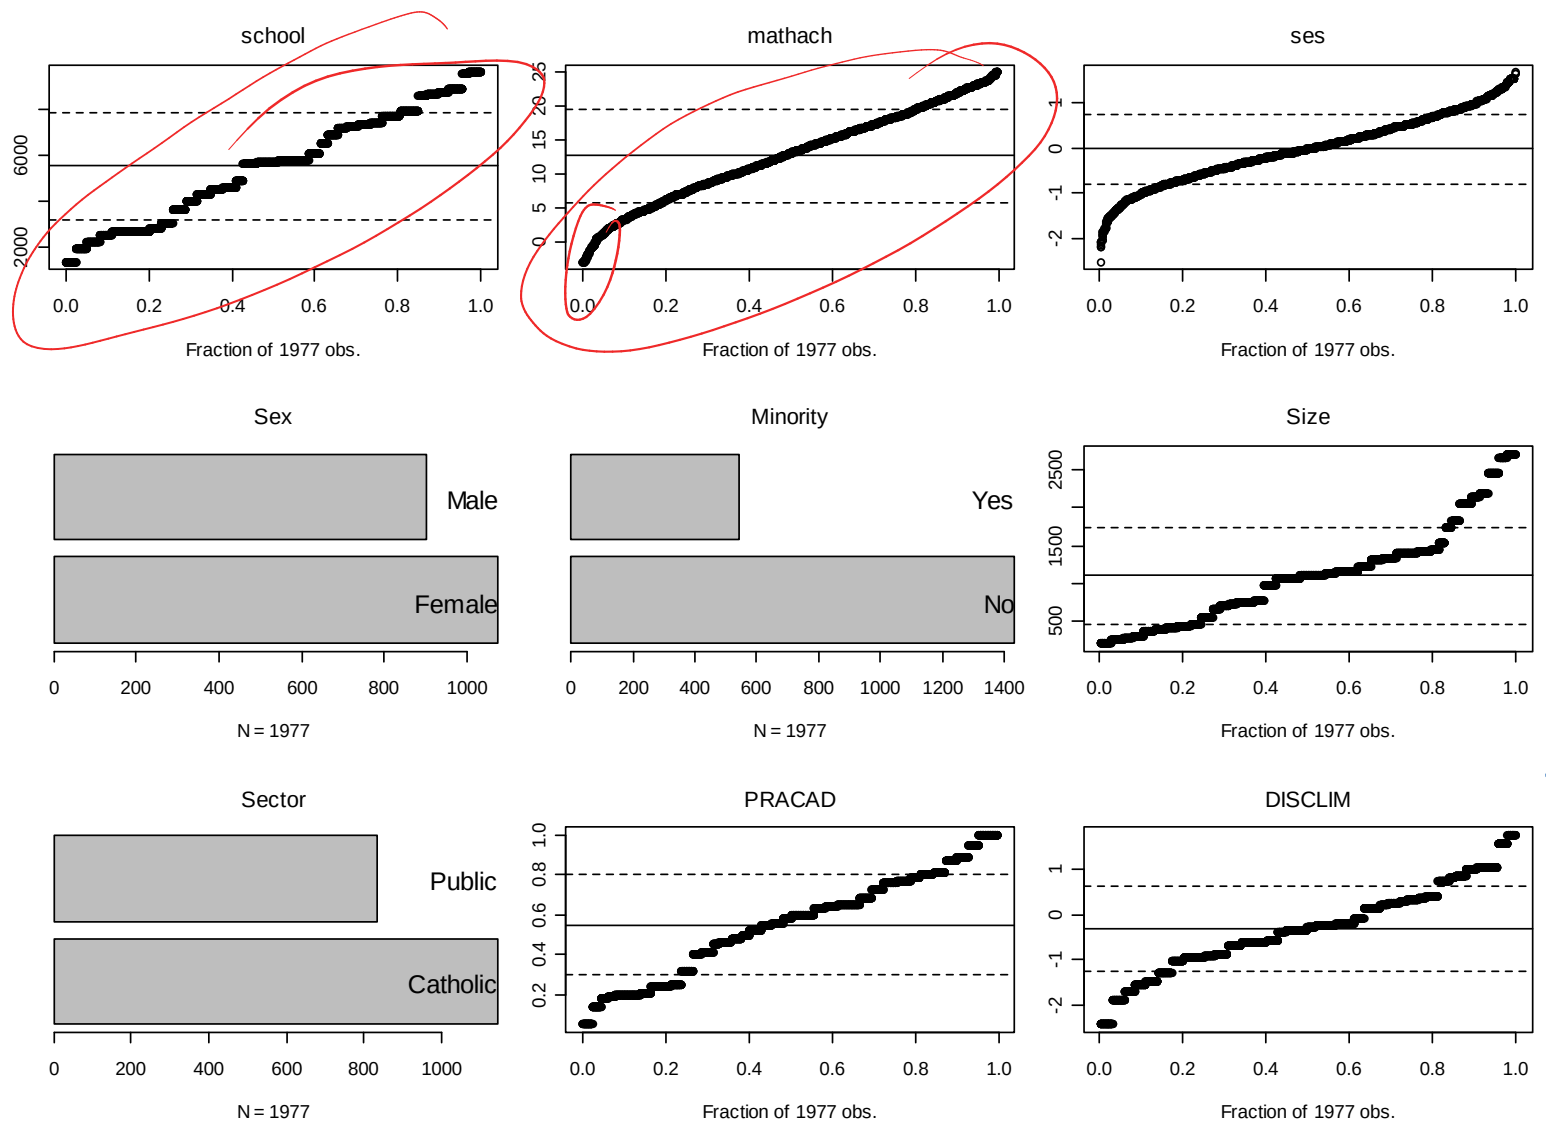 school mathach ses
2000 6000
0 5 10 15 20 25
-2 -1 0 1
0.0 0.2 0.4 0.6 0.8 1.0 0.0 0.2 0.4 0.6 0.8 1.0 0.0 0.2 0.4 0.6 0.8 1.0
Fraction of 1977 obs. Fraction of 1977 obs. Fraction of 1977 obs.
Sex Minority Size
Male Yes
Female No
500 1500 2500
0 200 400 600 800 1000 0 200 400 600 800 1000 1200 1400 0.0 0.2 0.4 0.6 0.8 1.0
N = 1977 N = 1977 Fraction of 1977 obs.
Sector PRACAD DISCLIM
Public
Catholic
0.2 0.4 0.6 0.8 1.0
-2 -1 0 1
0 200 400 600 800 1000 0.0 0.2 0.4 0.6 0.8 1.0 0.0 0.2 0.4 0.6 0.8 1.0
N = 1977 Fraction of 1977 obs. Fraction of 1977 obs.